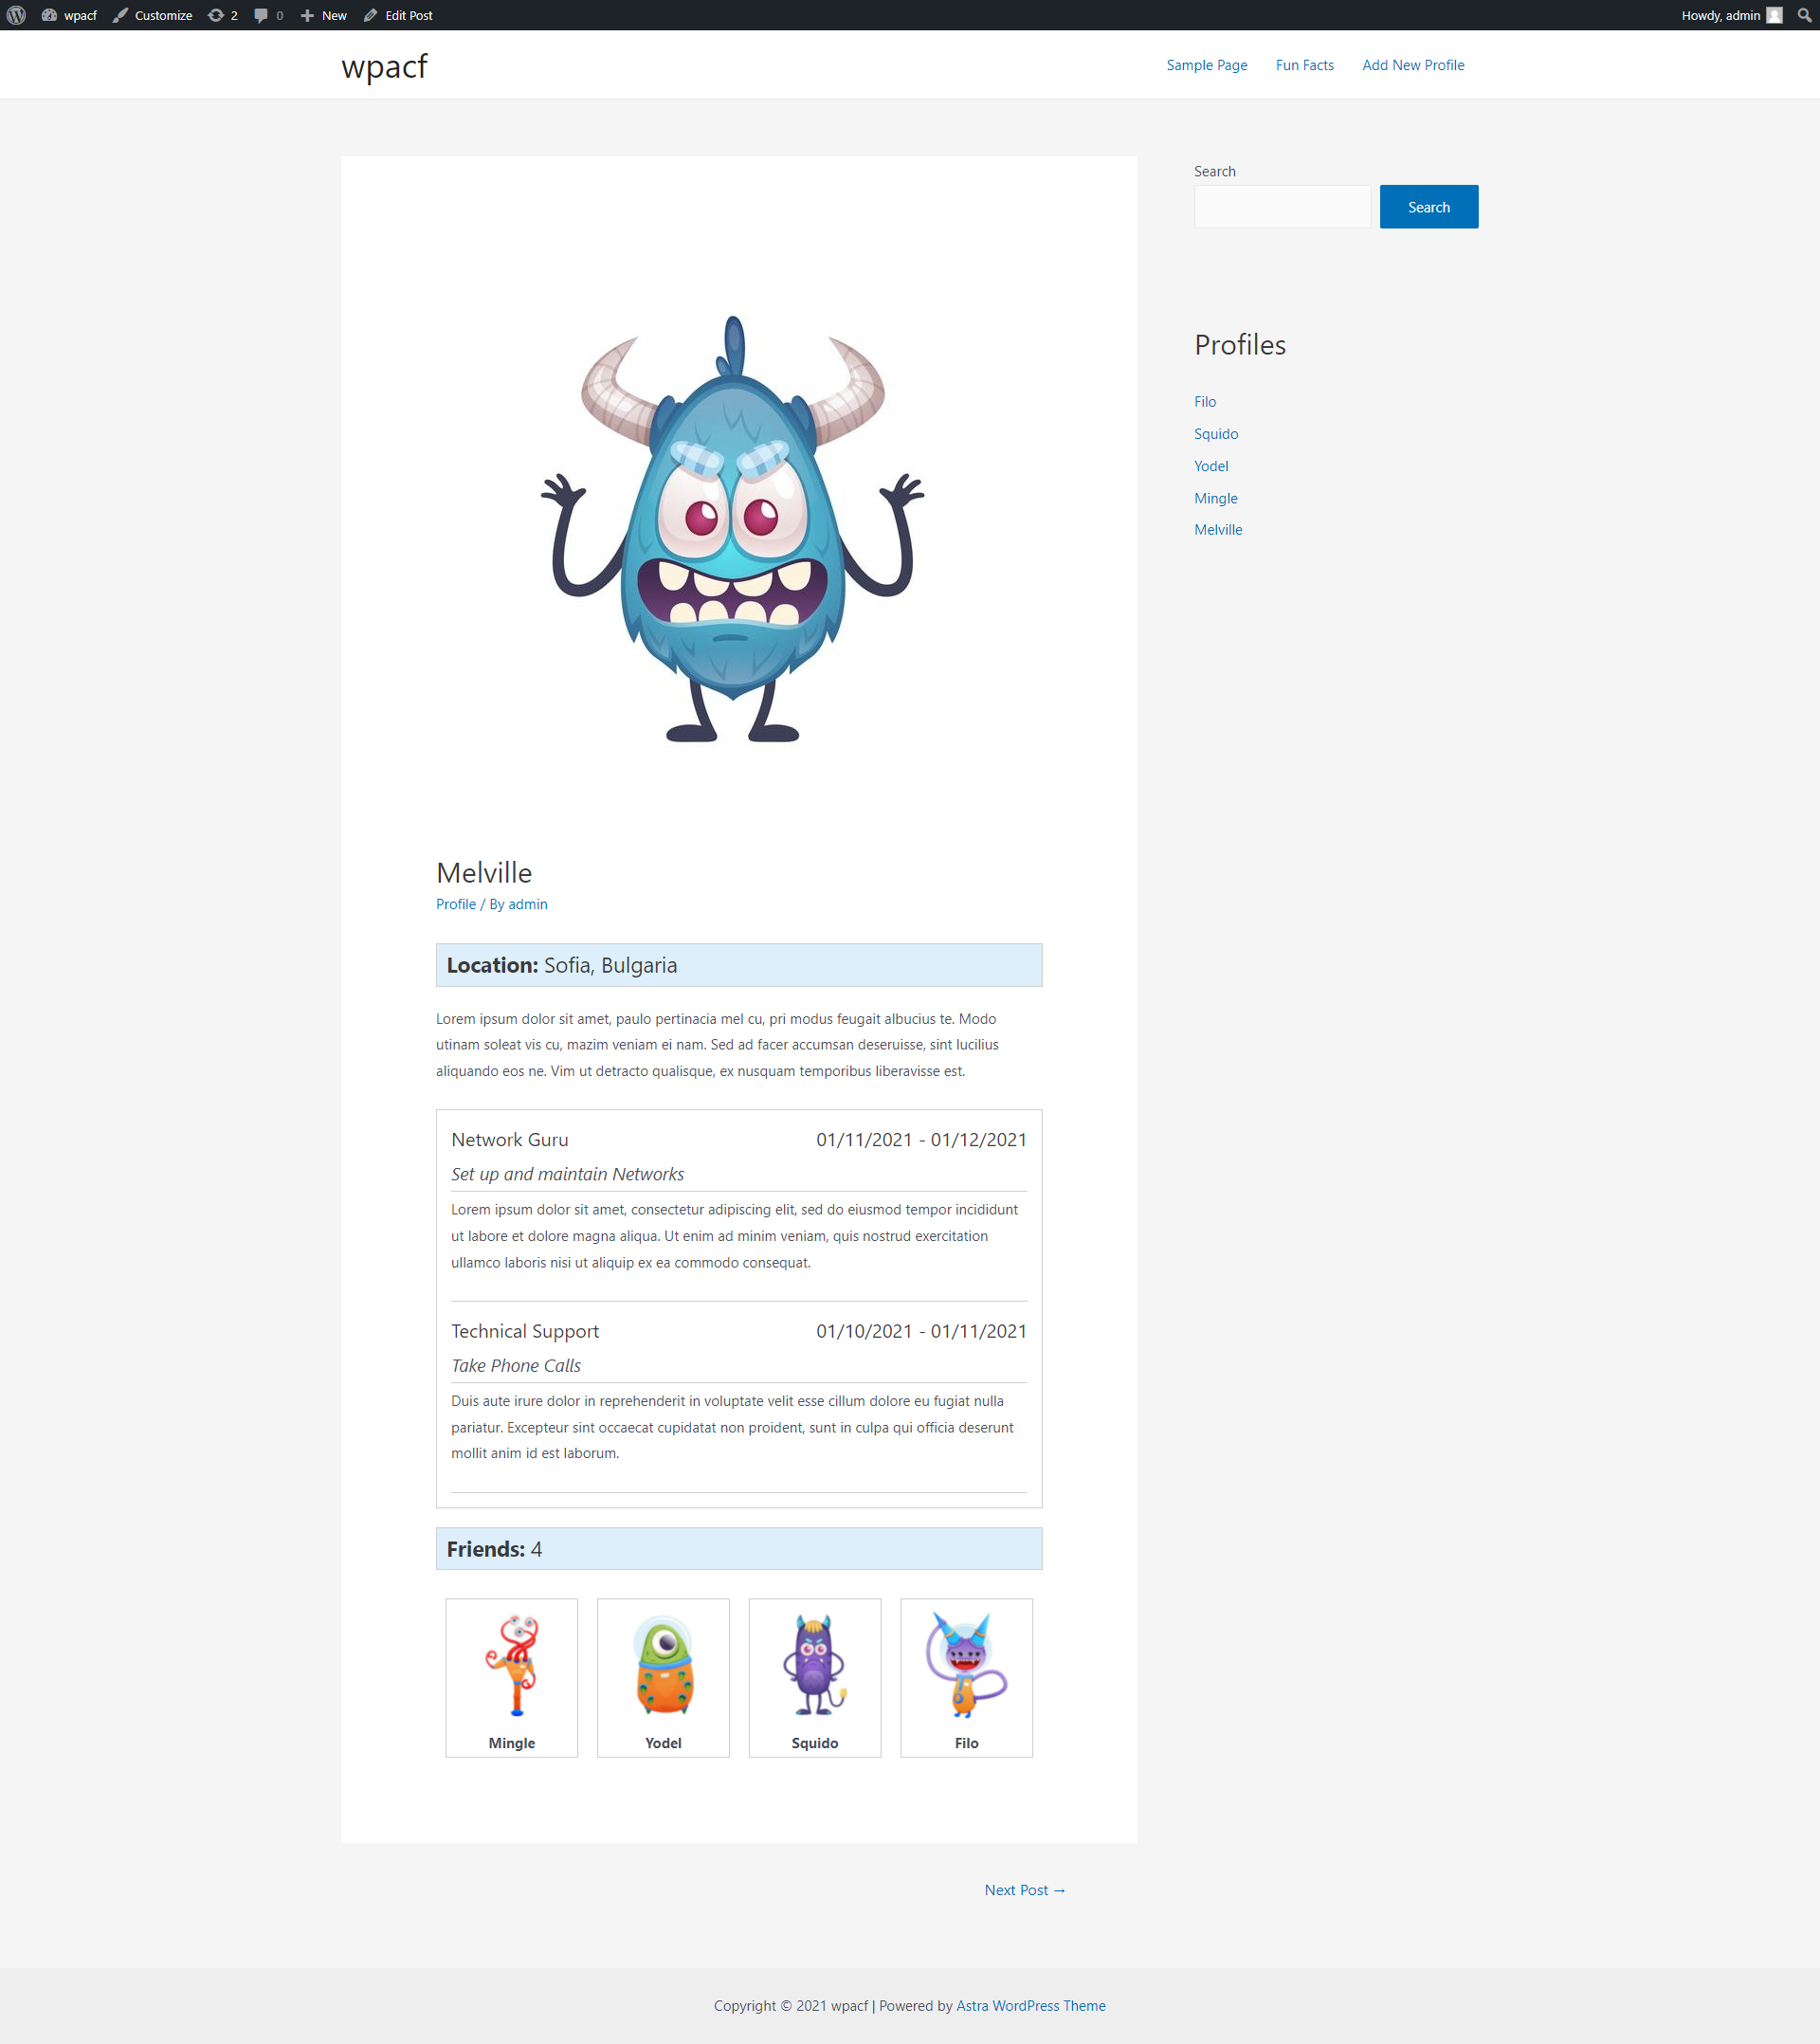 wpacf Customize 2 0 New Edit Post Howdy, admin
wpacf
Sample Page Fun Facts Add New Profile
Search
Search
Profiles
Filo
Squido
Yodel
Mingle
Melville
Melville
Profile / By admin
Location: Sofia, Bulgaria
Lorem ipsum dolor sit amet, paulo pertinacia mel cu, pri modus feugait albucius te. Modo
utinam soleat vis cu, mazim veniam ei nam. Sed ad facer accumsan deseruisse, sint lucilius
aliquando eos ne. Vim ut detracto qualisque, ex nusquam temporibus liberavisse est.
Network Guru 01/11/2021 - 01/12/2021
Set up and maintain Networks
Lorem ipsum dolor sit amet, consectetur adipiscing elit, sed do eiusmod tempor incididunt
ut labore et dolore magna aliqua. Ut enim ad minim veniam, quis nostrud exercitation
ullamco laboris nisi ut aliquip ex ea commodo consequat.
Technical Support 01/10/2021 - 01/11/2021
Take Phone Calls
Duis aute irure dolor in reprehenderit in voluptate velit esse cillum dolore eu fugiat nulla
pariatur. Excepteur sint occaecat cupidatat non proident, sunt in culpa qui officia deserunt
mollit anim id est laborum.
Friends: 4
Mingle Yodel Squido Filo
Next Post →
Copyright © 2021 wpacf | Powered by Astra WordPress Theme